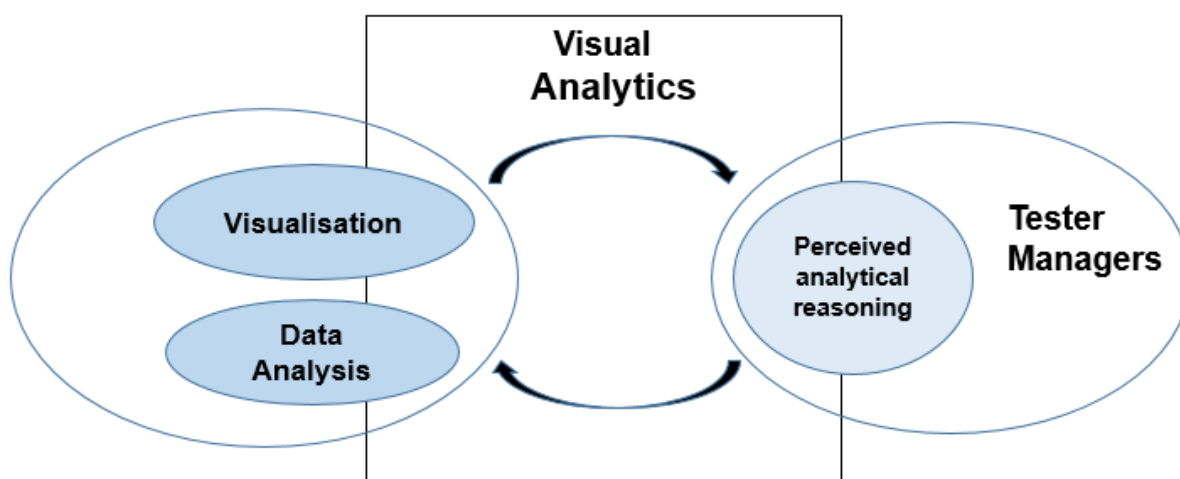 Visual
Analytics
Visualisation
Data
Analysis
Perceived
analytical
reasoning
Tester
Managers